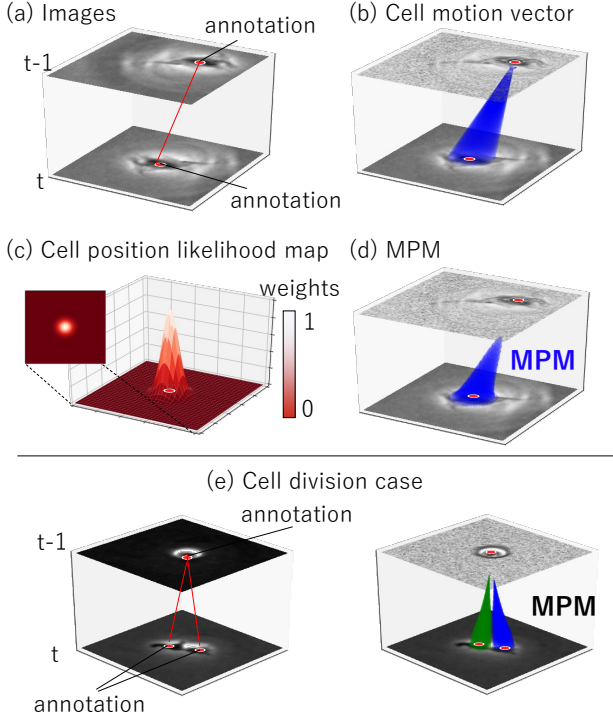 (a) Images
annotation
t-1
t
annotation
(b) Cell motion vector
(c) Cell position likelihood map
weights
1
0
(d) MPM
MPM
(e) Cell division case
annotation
t-1
t
annotation
MPM